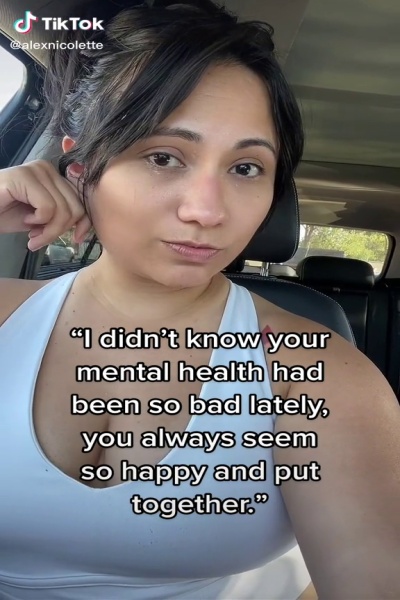 TikTok
@alexnicolette
“I didn’t know your
mental health had
been so bad lately,
you always seem
so happy and put
together.”